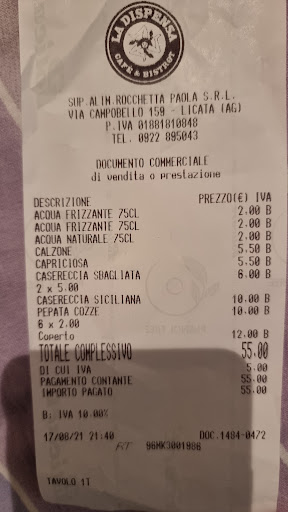 LA DISPENSA
CAFÉ & BISTROT
SUP.ALIM.ROCCHETTA PAOLA S.R.L.
VIA CAMPOBELLO 159 - LICATA (AG)
P.IVA 01881810848
TEL. 0922 895043
DOCUMENTO COMMERCIALE
di vendita o prestazione
DESCRIZIONE PREZZO(€) IVA
ACQUA FRIZZANTE 75CL 2.00 B
ACQUA FRIZZANTE 75CL 2.00 B
ACQUA NATURALE 75CL 2.00 B
CALZONE 5.50 B
CAPRICIOSA 5.50 B
CASERECCIA SBAGLIATA 6.00 B
2 x 5.00
CASERECCIA SICILIANA 10.00 B
PEPATA COZZE 10.00 B
6 x 2.00
Coperto 12.00 B
TOTALE COMPLESSIVO 55.00
DI CUI IVA 5.00
PAGAMENTO CONTANTE 55.00
IMPORTO PAGATO 55.00
B: IVA 10.00%
17/08/21 21:40 DOC.1484-0472
RT 96MK3001986
TAVOLO 1T